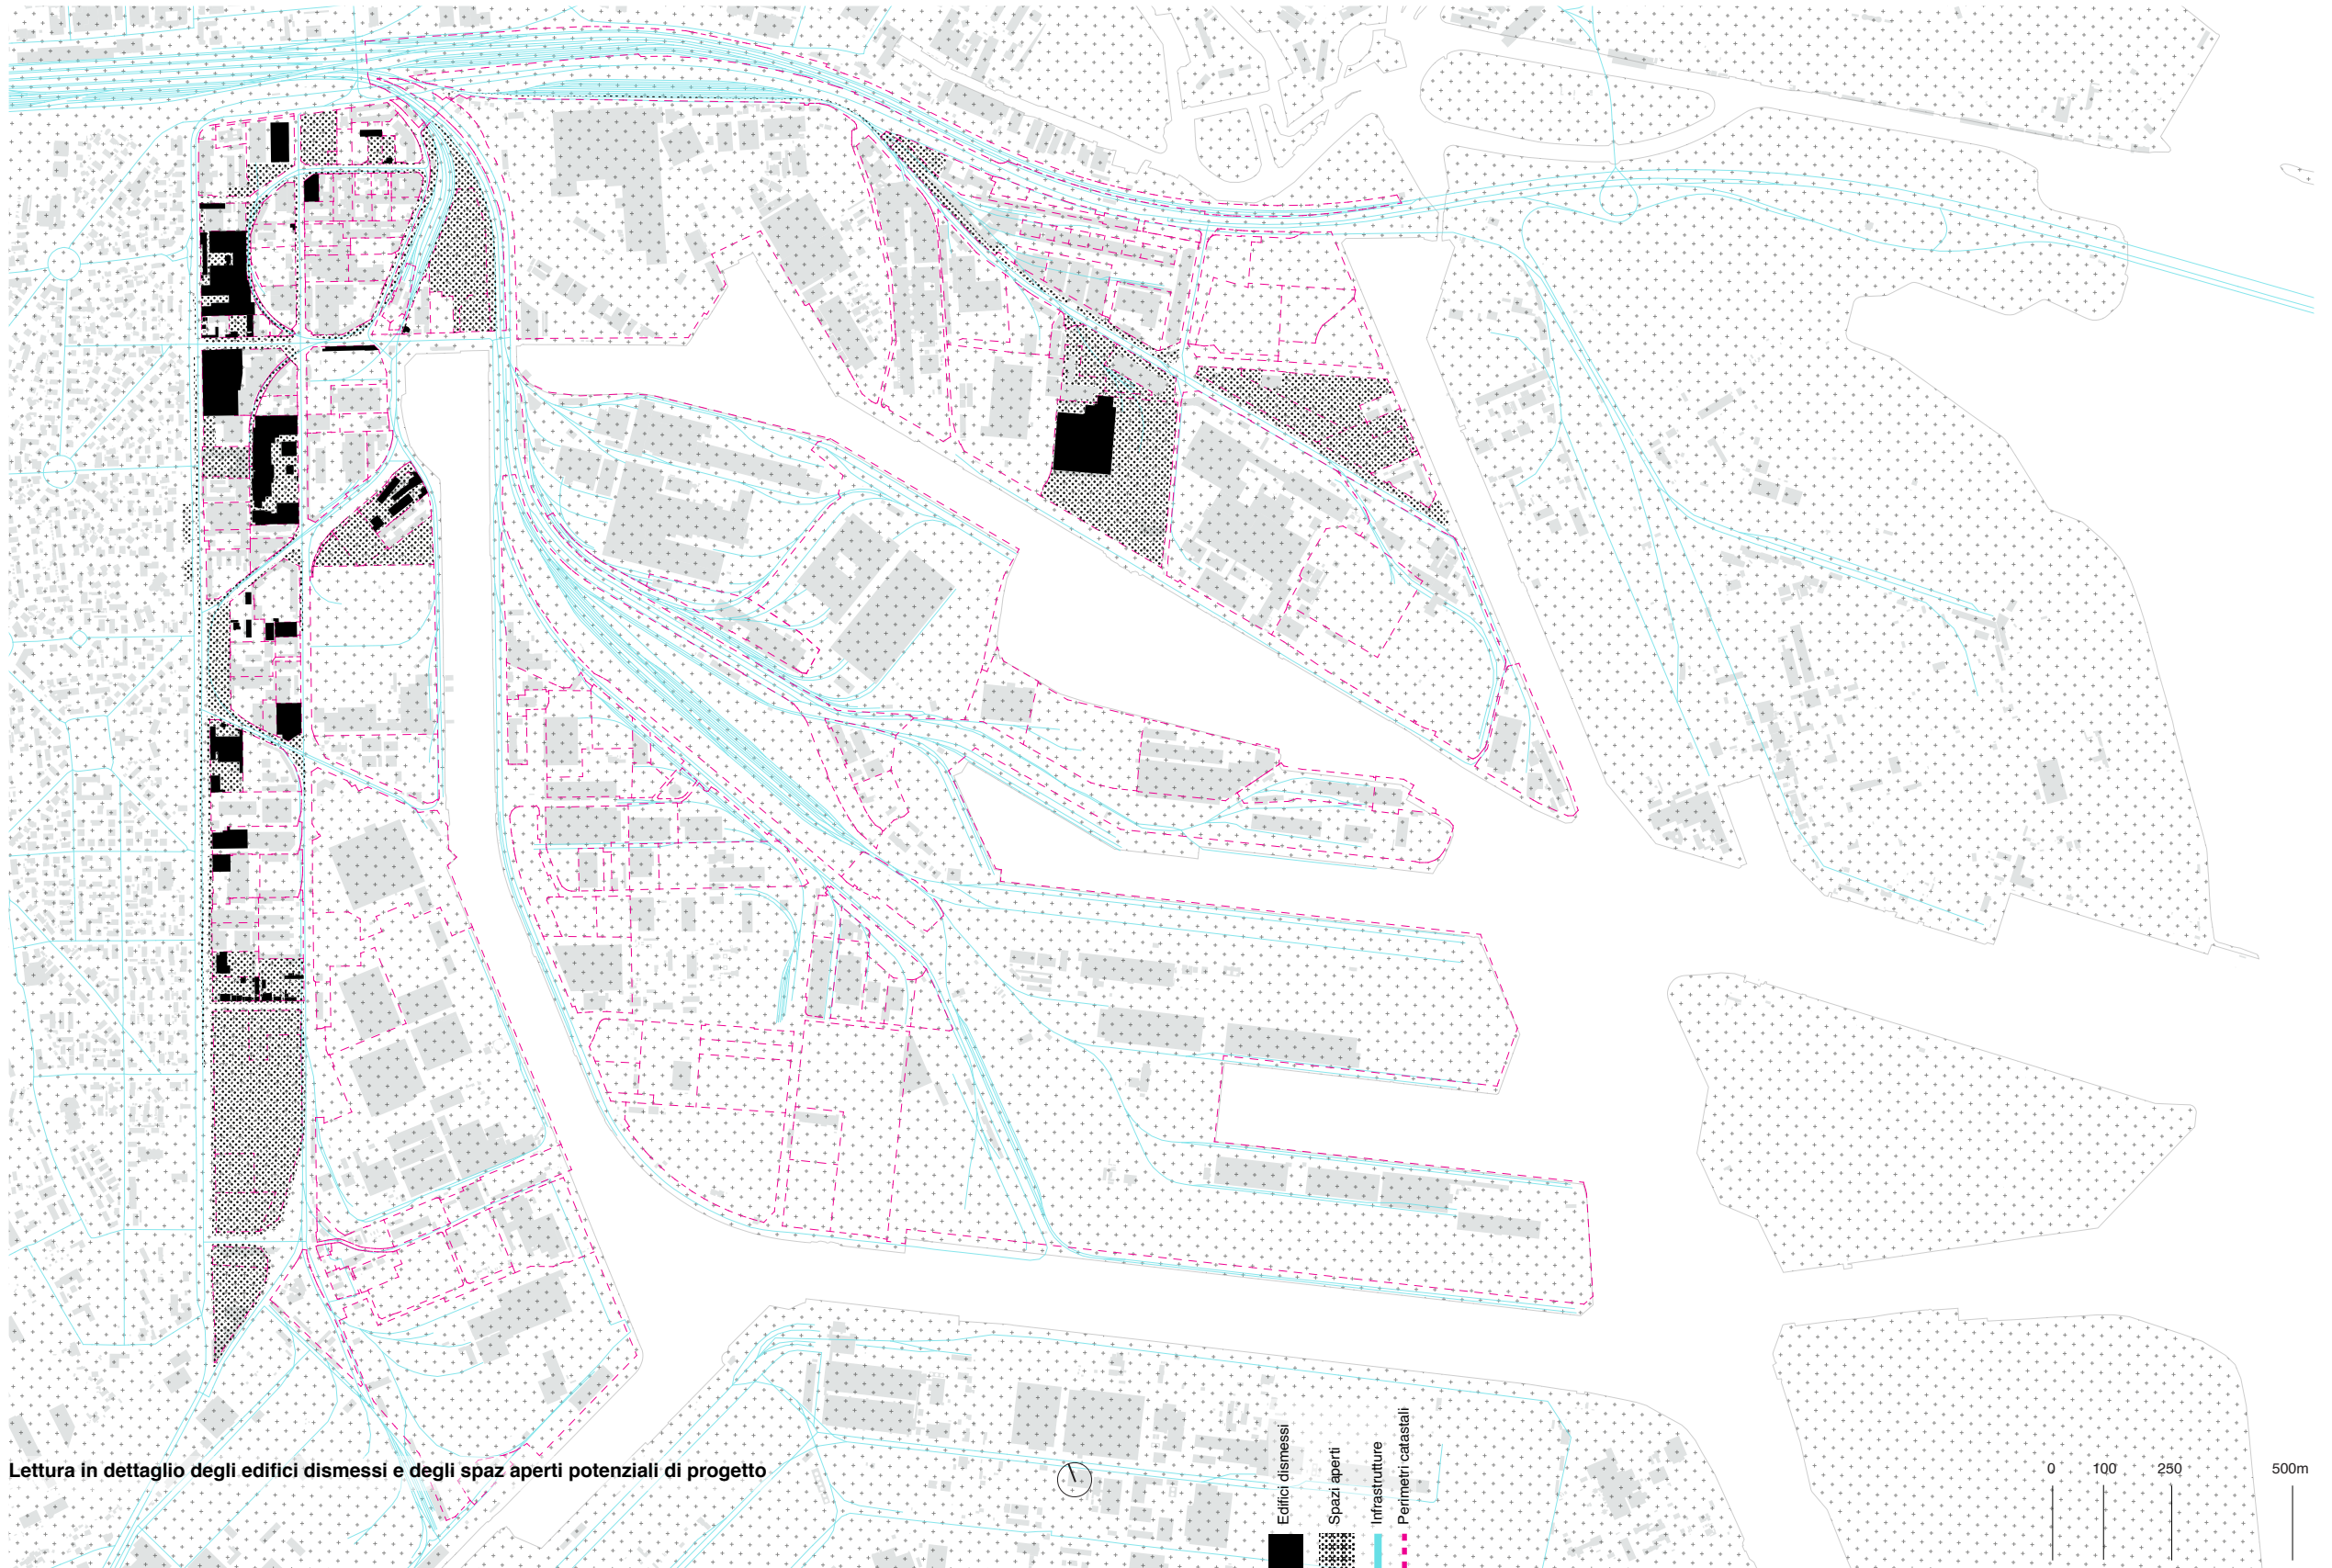 Lettura in dettaglio degli edifici dismessi e degli spaz aperti potenziali di progetto
Edifici dismessi
Spazi aperti
Infrastrutture
Perimetri catastali
0 100 250 500m